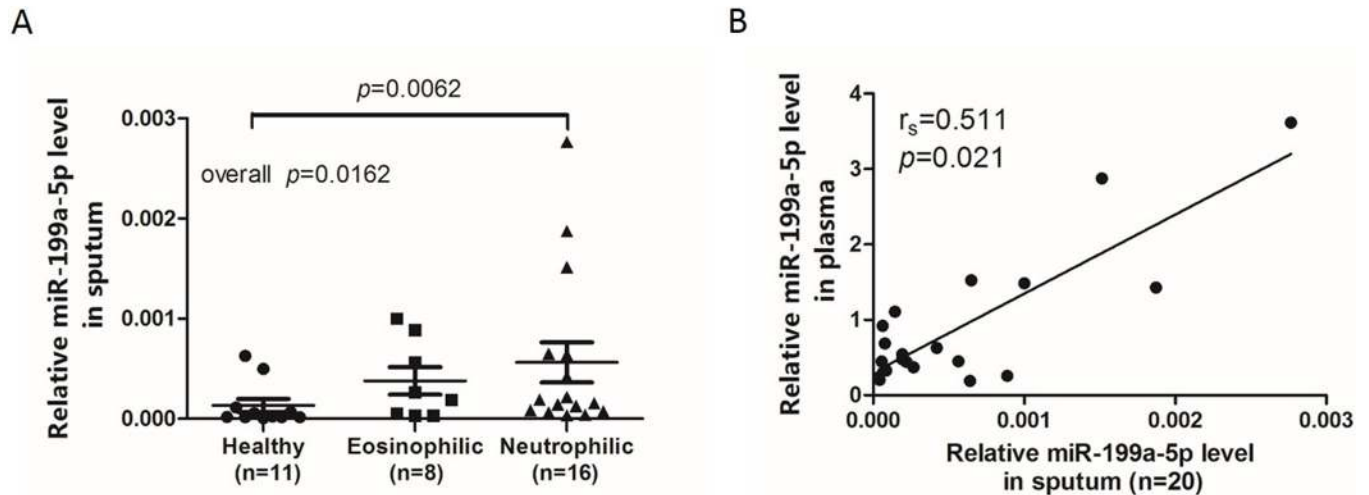 A
Relative miR-199a-5p level
in sputum
0.003
0.002
0.001
0.000
p=0.0062
overall p=0.0162
Healthy
(n=11)
Eosinophilic
(n=8)
Neutrophilic
(n=16)
B
Relative miR-199a-5p level
in plasma
4
3
2
1
0
rs=0.511
p=0.021
0.000
0.001
0.002
0.003
Relative miR-199a-5p level
in sputum (n=20)